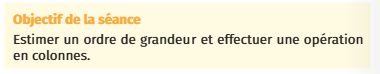 Objectif de la séance
Estimer un ordre de grandeur et effectuer une opération
en colonnes.